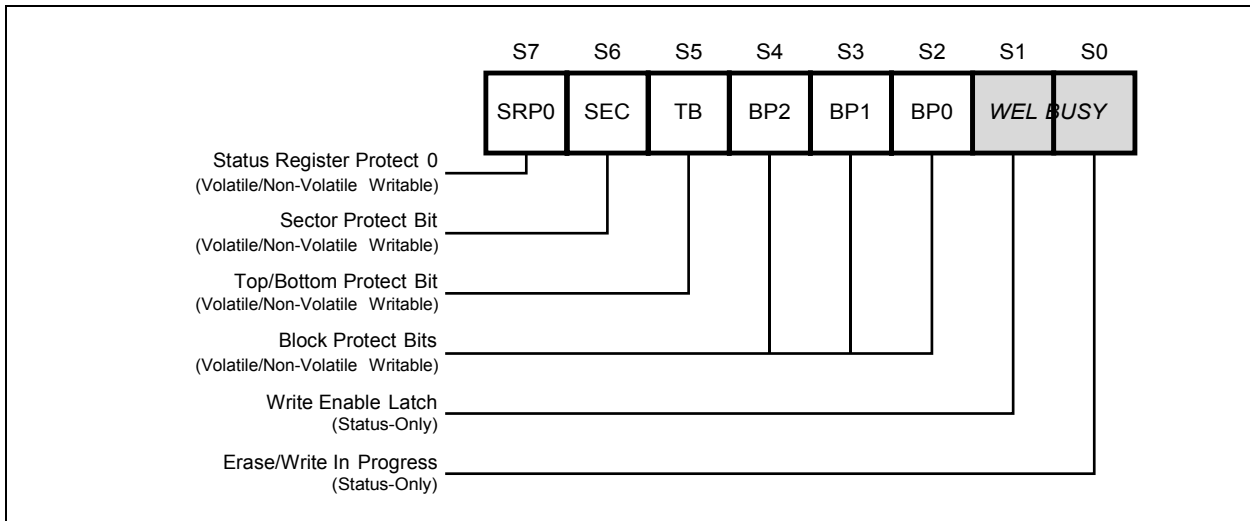 S7 S6 S5 S4 S3 S2 S1 S0
SRP0 SEC TB BP2 BP1 BP0 WEL BUSY
Status Register Protect 0
(Volatile/Non-Volatile Writable)
Sector Protect Bit
(Volatile/Non-Volatile Writable)
Top/Bottom Protect Bit
(Volatile/Non-Volatile Writable)
Block Protect Bits
(Volatile/Non-Volatile Writable)
Write Enable Latch
(Status-Only)
Erase/Write In Progress
(Status-Only)